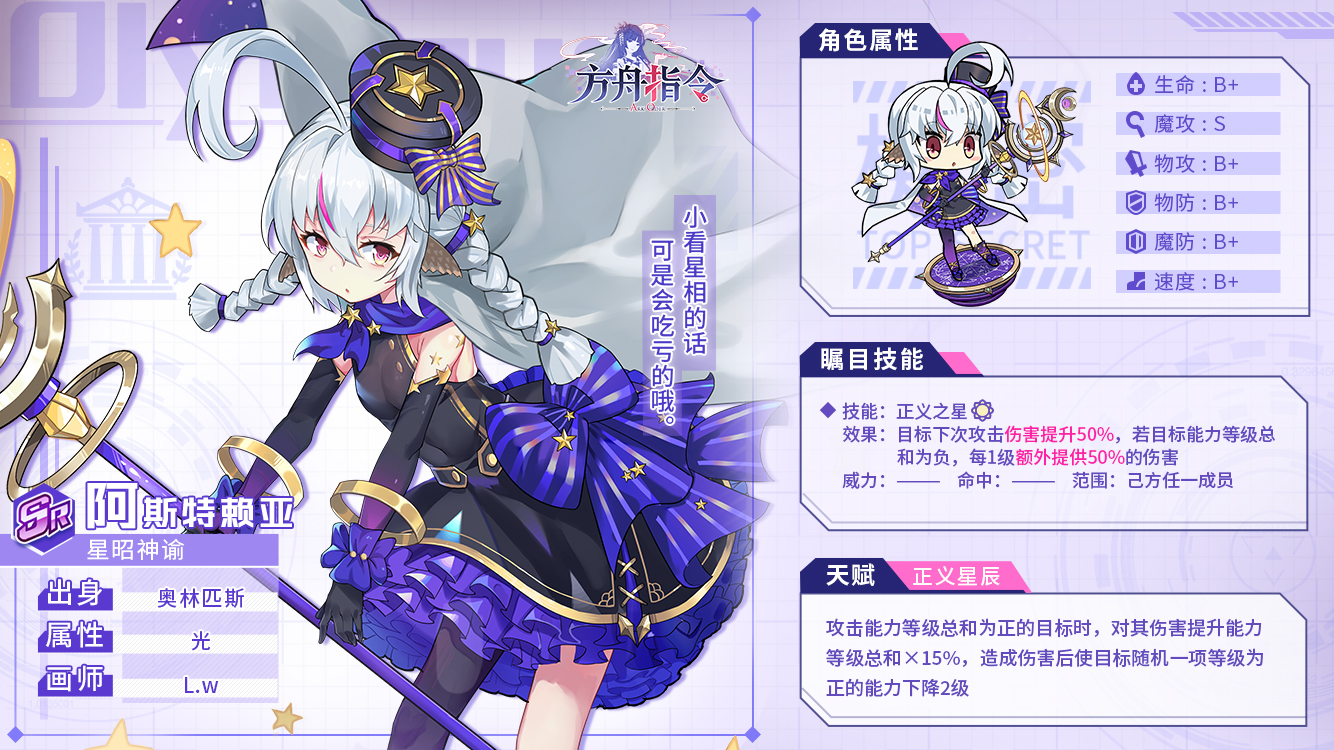 方舟指令
ARK ORDER
小看星相的话
可是会吃亏的哦。
SR
阿斯特赖亚
星昭神谕
出身 奥林匹斯
属性 光
画师 L.w
角色属性
TOP SECRET
生命：B+
魔攻：S
物攻：B+
物防：B+
魔防：B+
速度：B+
瞩目技能
技能：正义之星
效果：目标下次攻击伤害提升50%，若目标能力等级总
和为负，每1级额外提供50%的伤害
威力：—— 命中：—— 范围：己方任一成员
天赋 正义星辰
攻击能力等级总和为正的目标时，对其伤害提升能力
等级总和×15%，造成伤害后使目标随机一项等级为
正的能力下降2级